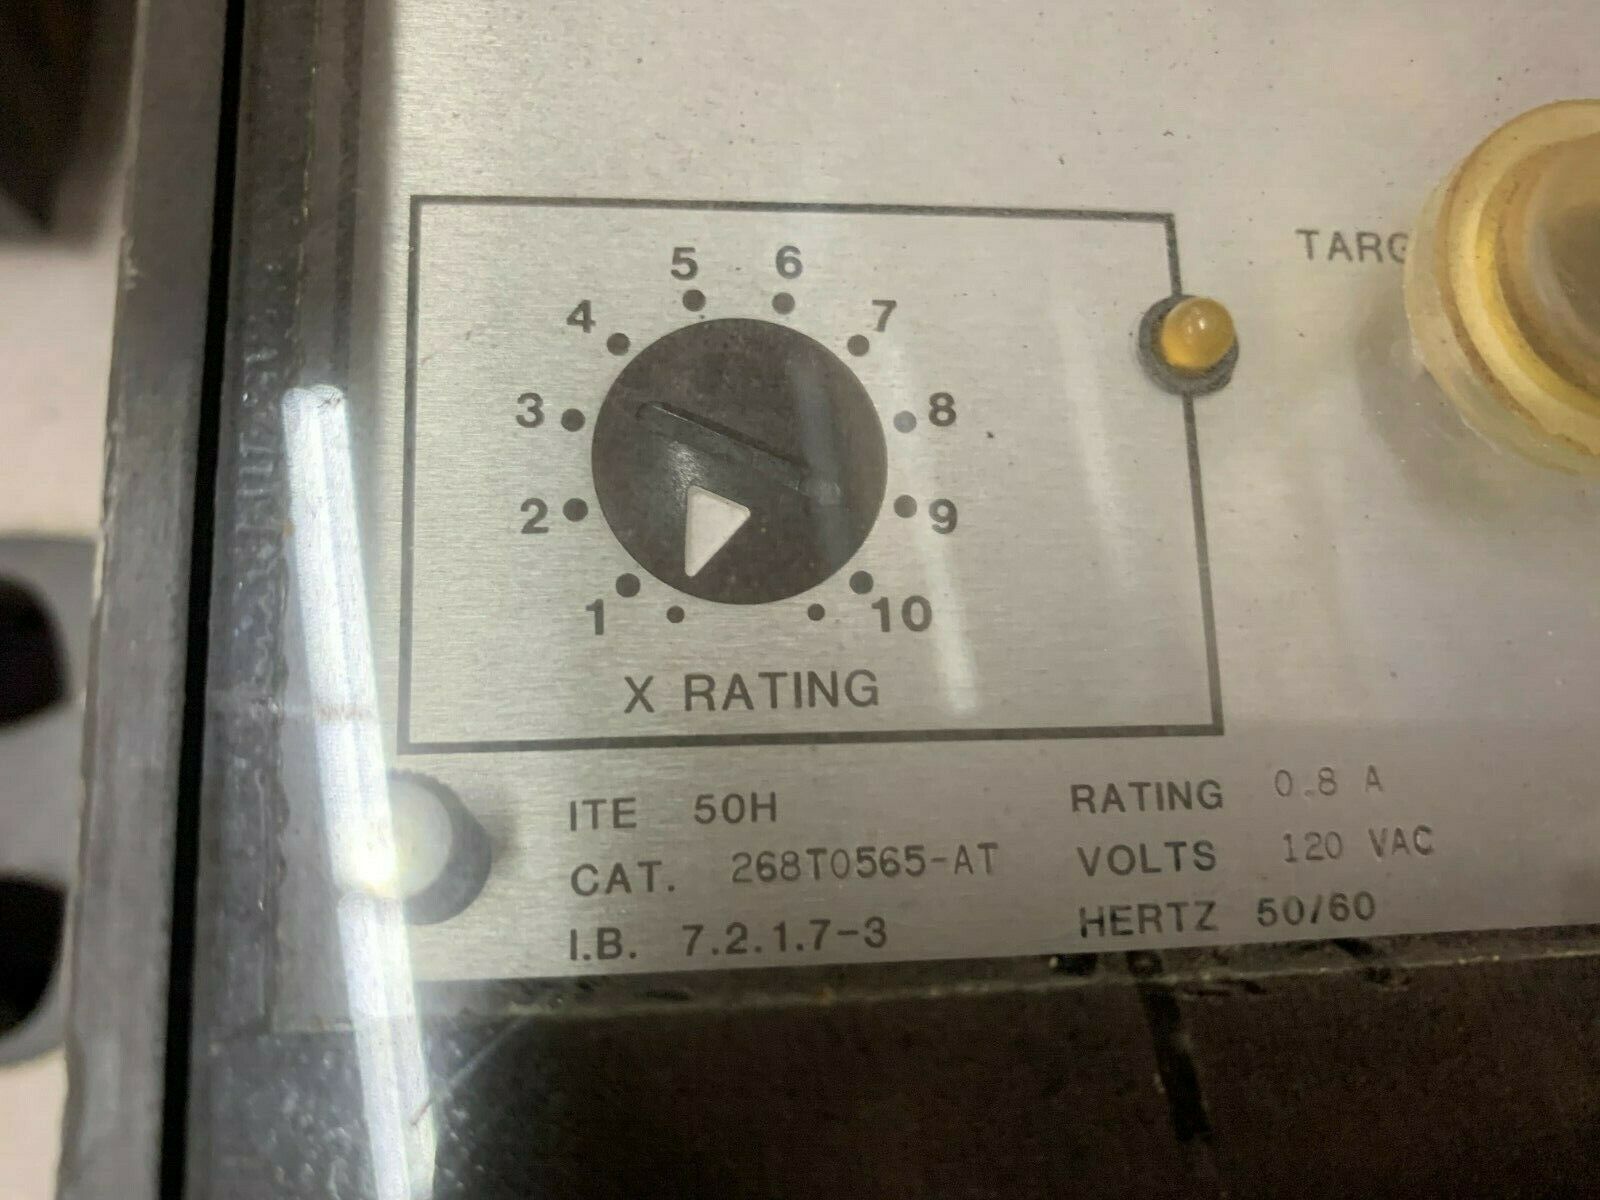 5 6
4 7
3 8
2 9
1 10
X RATING
TARG
ITE 50H RATING 0.8 A
CAT. 268T0565-AT VOLTS 120 VAC
I.B. 7.2.1.7-3 HERTZ 50/60